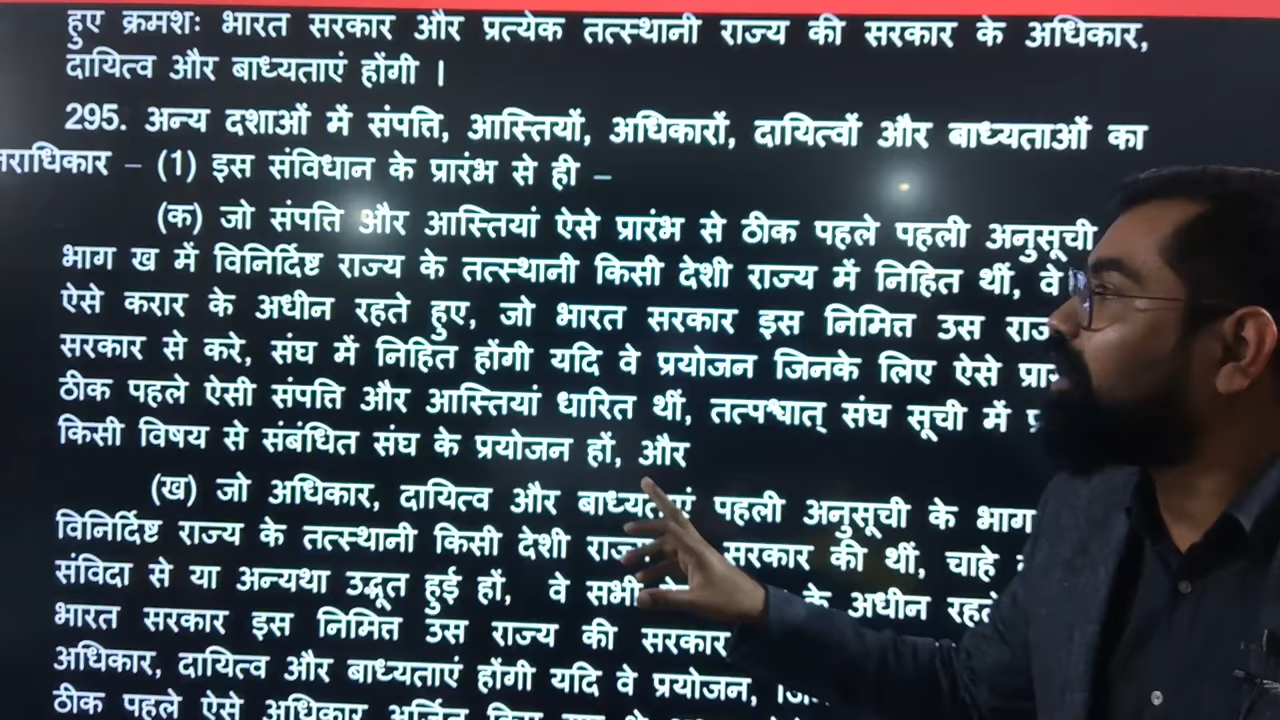 हुए क्रमशः भारत सरकार और प्रत्येक तत्स्थानी राज्य की सरकार के अधिकार,
दायित्व और बाध्यताएं होंगी ।
295. अन्य दशाओं में संपत्ति, आस्तियों, अधिकारों, दायित्वों और बाध्यताओं का
राधिकार – (1) इस संविधान के प्रारंभ से ही –
(क) जो संपत्ति और आस्तियां ऐसे प्रारंभ से ठीक पहले पहली अनुसूची
भाग ख में विनिर्दिष्ट राज्य के तत्स्थानी किसी देशी राज्य में निहित थीं, वे
ऐसे करार के अधीन रहते हुए, जो भारत सरकार इस निमित्त उस
सरकार से करे, संघ में निहित होंगी यदि वे प्रयोजन जिनके लिए ऐसे
ठीक पहले ऐसी संपत्ति और आस्तियां धारित थीं, तत्पश्चात् संघ सूची में
किसी विषय से संबंधित संघ के प्रयोजन हों, और
(ख) जो अधिकार, दायित्व और बाध्यताएं पहली अनुसूची के भाग
विनिर्दिष्ट राज्य के तत्स्थानी किसी देशी सरकार की थीं, चाहे
संविदा से या अन्यथा उद्भूत हुई हों, वे सभी के अधीन
भारत सरकार इस निमित्त उस राज्य की सरकार
अधिकार, दायित्व और बाध्यताएं होंगी यदि वे प्रयोजन,
ठीक पहले ऐसे अधिकार